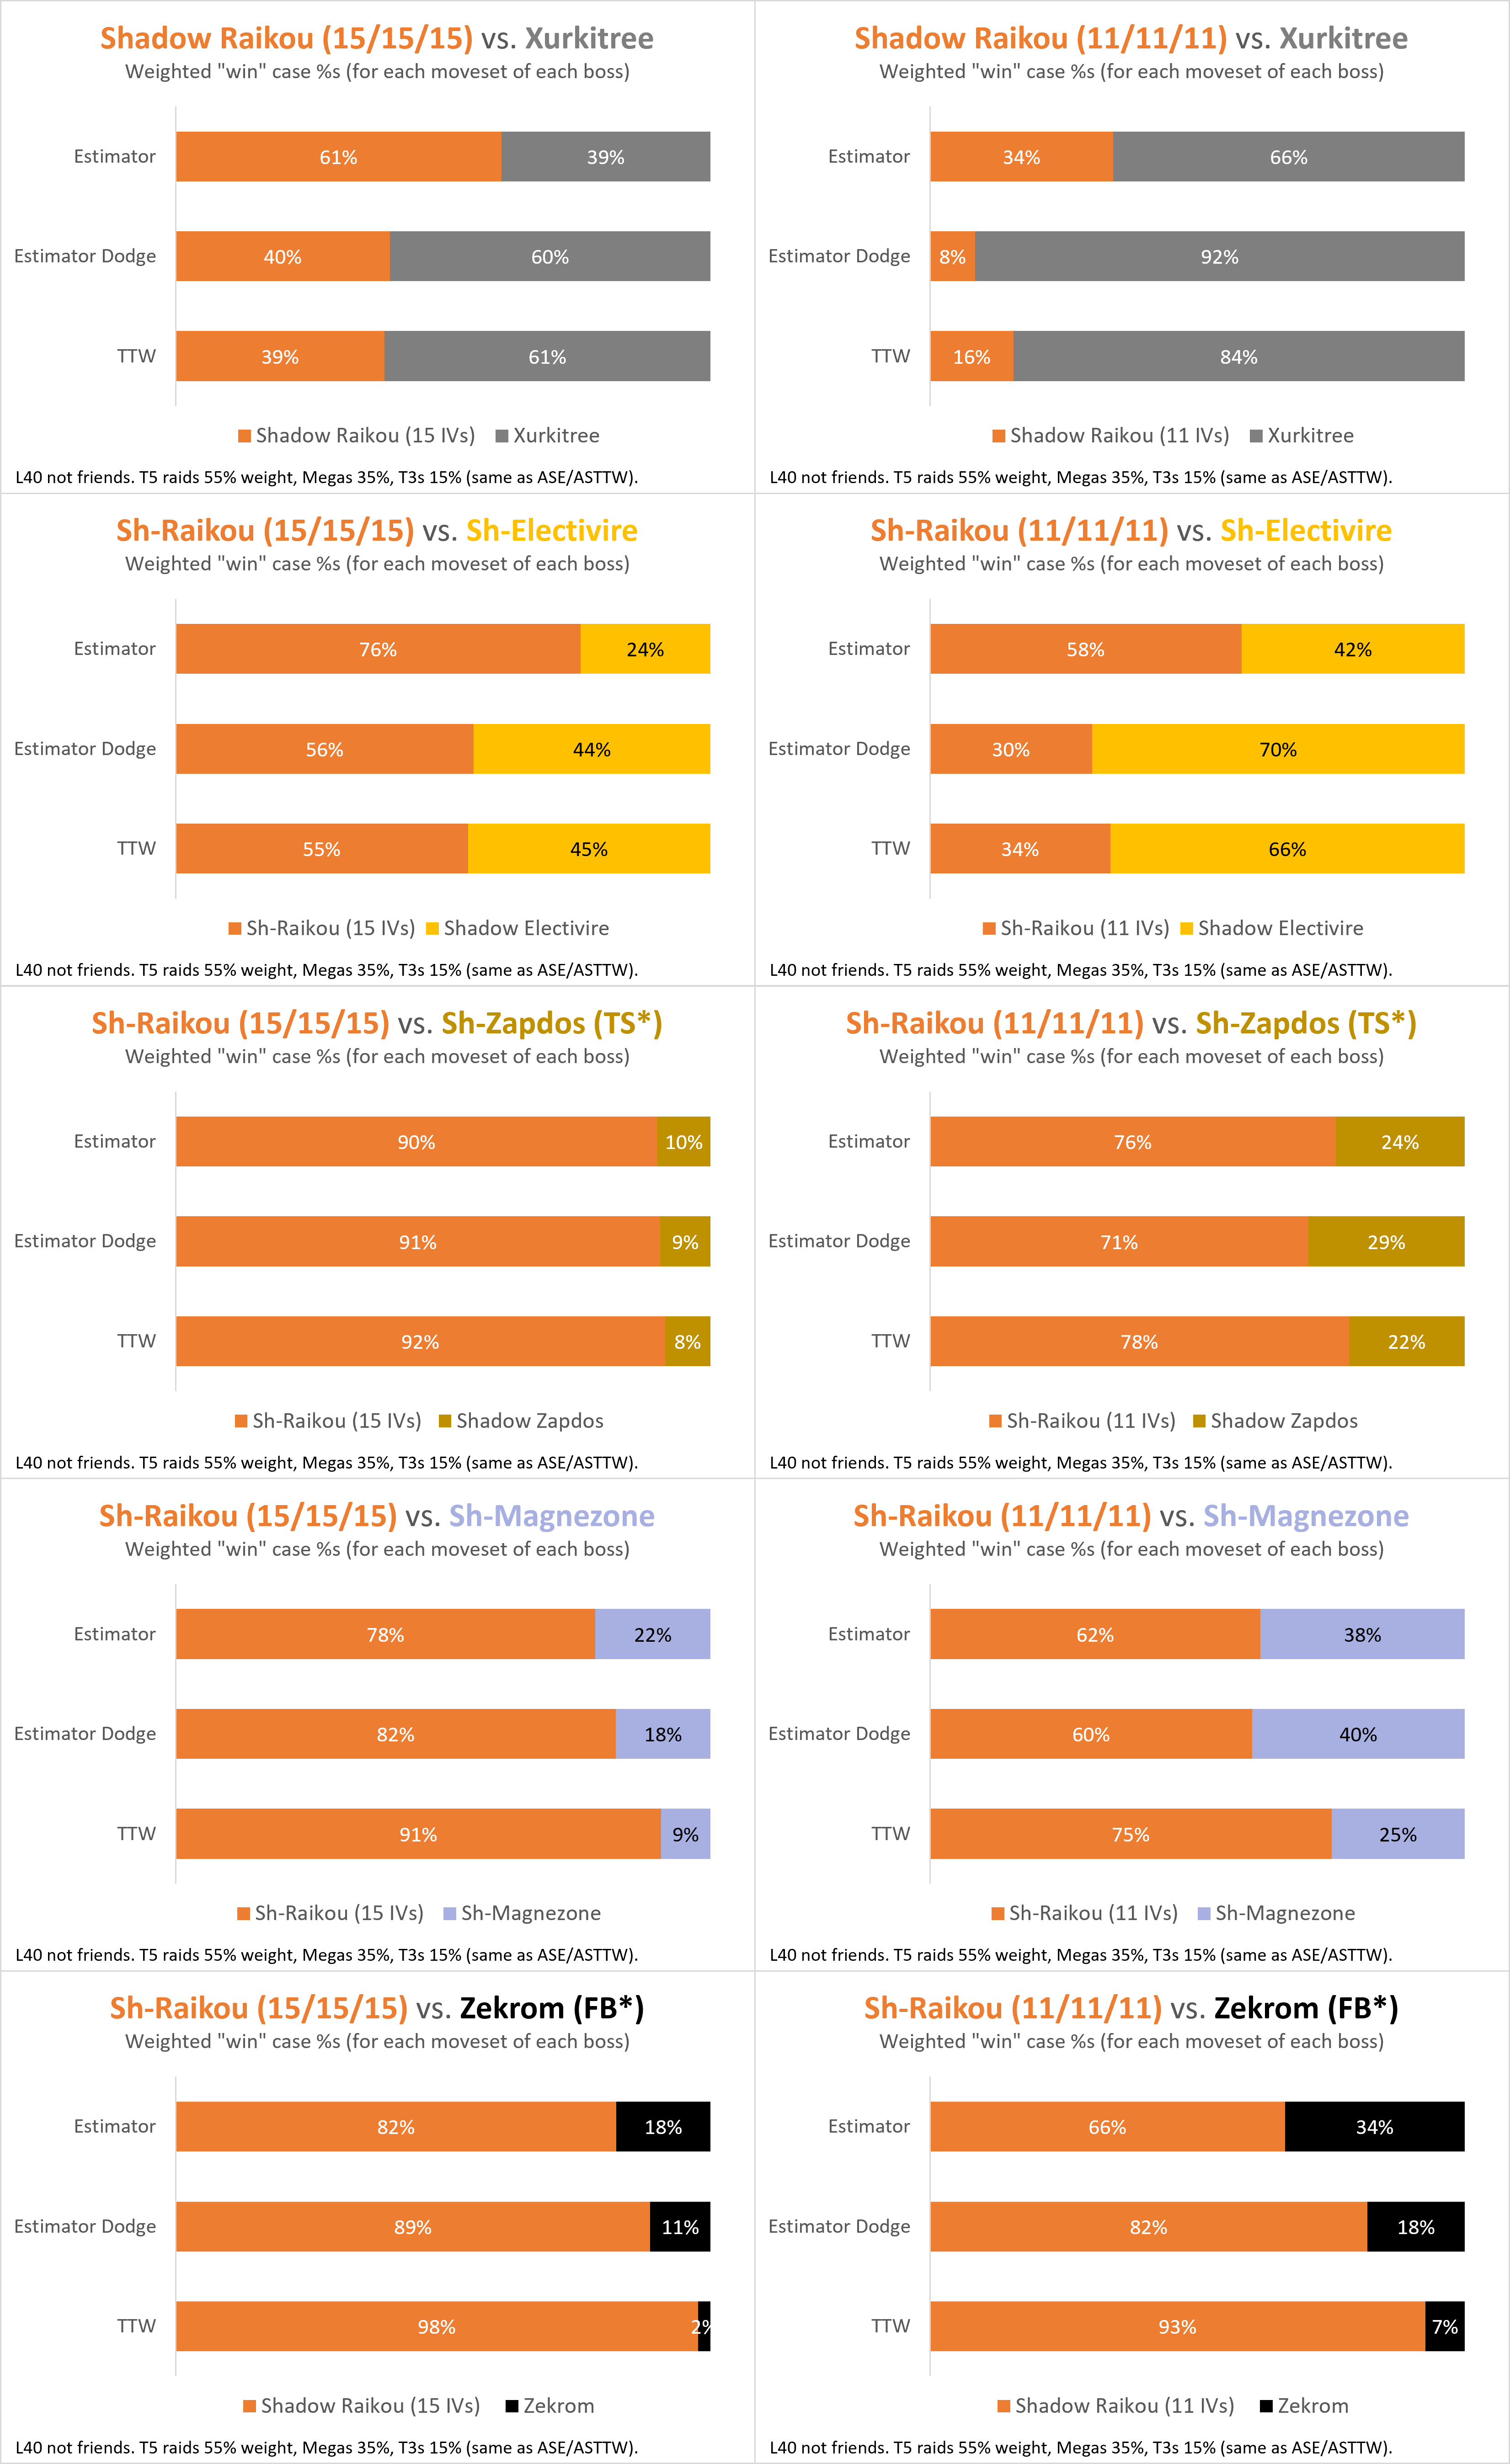 Shadow Raikou (15/15/15) vs. Xurkitree
Weighted "win" case %s (for each moveset of each boss)
Estimator
61%
39%
Estimator Dodge
40%
60%
TTW
39%
61%
Shadow Raikou (15 IVs)
Xurkitree
L40 not friends. T5 raids 55% weight, Megas 35%, T3s 15% (same as ASE/ASTTW).
Shadow Raikou (11/11/11) vs. Xurkitree
Weighted "win" case %s (for each moveset of each boss)
Estimator
34%
66%
Estimator Dodge
8%
92%
TTW
16%
84%
Shadow Raikou (11 IVs)
Xurkitree
L40 not friends. T5 raids 55% weight, Megas 35%, T3s 15% (same as ASE/ASTTW).
Sh-Raikou (15/15/15) vs. Sh-Electivire
Weighted "win" case %s (for each moveset of each boss)
Estimator
76%
24%
Estimator Dodge
56%
44%
TTW
55%
45%
Sh-Raikou (15 IVs)
Shadow Electivire
L40 not friends. T5 raids 55% weight, Megas 35%, T3s 15% (same as ASE/ASTTW).
Sh-Raikou (11/11/11) vs. Sh-Electivire
Weighted "win" case %s (for each moveset of each boss)
Estimator
58%
42%
Estimator Dodge
30%
70%
TTW
34%
66%
Sh-Raikou (11 IVs)
Shadow Electivire
L40 not friends. T5 raids 55% weight, Megas 35%, T3s 15% (same as ASE/ASTTW).
Sh-Raikou (15/15/15) vs. Sh-Zapdos (TS*)
Weighted "win" case %s (for each moveset of each boss)
Estimator
90%
10%
Estimator Dodge
91%
9%
TTW
92%
8%
Sh-Raikou (15 IVs)
Shadow Zapdos
L40 not friends. T5 raids 55% weight, Megas 35%, T3s 15% (same as ASE/ASTTW).
Sh-Raikou (11/11/11) vs. Sh-Zapdos (TS*)
Weighted "win" case %s (for each moveset of each boss)
Estimator
76%
24%
Estimator Dodge
71%
29%
TTW
78%
22%
Sh-Raikou (11 IVs)
Shadow Zapdos
L40 not friends. T5 raids 55% weight, Megas 35%, T3s 15% (same as ASE/ASTTW).
Sh-Raikou (15/15/15) vs. Sh-Magnezone
Weighted "win" case %s (for each moveset of each boss)
Estimator
78%
22%
Estimator Dodge
82%
18%
TTW
91%
9%
Sh-Raikou (15 IVs)
Sh-Magnezone
L40 not friends. T5 raids 55% weight, Megas 35%, T3s 15% (same as ASE/ASTTW).
Sh-Raikou (11/11/11) vs. Sh-Magnezone
Weighted "win" case %s (for each moveset of each boss)
Estimator
62%
38%
Estimator Dodge
60%
40%
TTW
75%
25%
Sh-Raikou (11 IVs)
Sh-Magnezone
L40 not friends. T5 raids 55% weight, Megas 35%, T3s 15% (same as ASE/ASTTW).
Sh-Raikou (15/15/15) vs. Zekrom (FB*)
Weighted "win" case %s (for each moveset of each boss)
Estimator
82%
18%
Estimator Dodge
89%
11%
TTW
98%
2%
Shadow Raikou (15 IVs)
Zekrom
L40 not friends. T5 raids 55% weight, Megas 35%, T3s 15% (same as ASE/ASTTW).
Sh-Raikou (11/11/11) vs. Zekrom (FB*)
Weighted "win" case %s (for each moveset of each boss)
Estimator
66%
34%
Estimator Dodge
82%
18%
TTW
93%
7%
Shadow Raikou (11 IVs)
Zekrom
L40 not friends. T5 raids 55% weight, Megas 35%, T3s 15% (same as ASE/ASTTW).